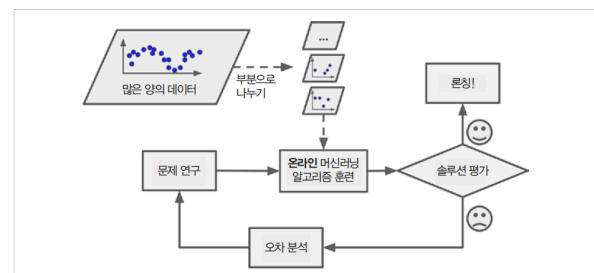 많은 양의 데이터
부분으로
나누기
...
론칭!
문제 연구
온라인 머신러닝
알고리즘 훈련
솔루션 평가
오차 분석